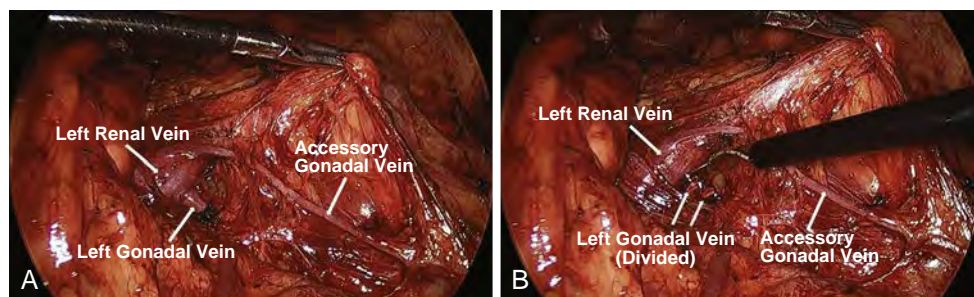 Left Renal Vein
Accessory
Gonadal Vein
Left Gonadal Vein
A
Left Renal Vein
Left Gonadal Vein
(Divided)
Accessory
Gonadal Vein
B